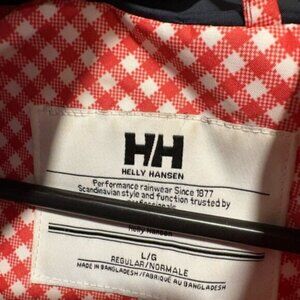 HH
HELLY HANSEN
Performance rainwear Since 1877
Scandinavian style and function trusted by
professionals
Helly Hansen
L/G
REGULAR/NORMALE
MADE IN BANGLADESH/FABRIQUÉ AU BANGLADESH